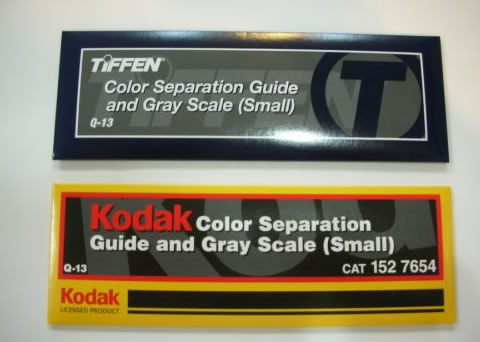 TIFFEN
Color Separation Guide
and Gray Scale (Small)
Q-13
TIFFEN
T
Kodak Color Separation
Guide and Gray Scale (Small)
Q-13
CAT 152 7654
Kodak
LICENSED PRODUCT